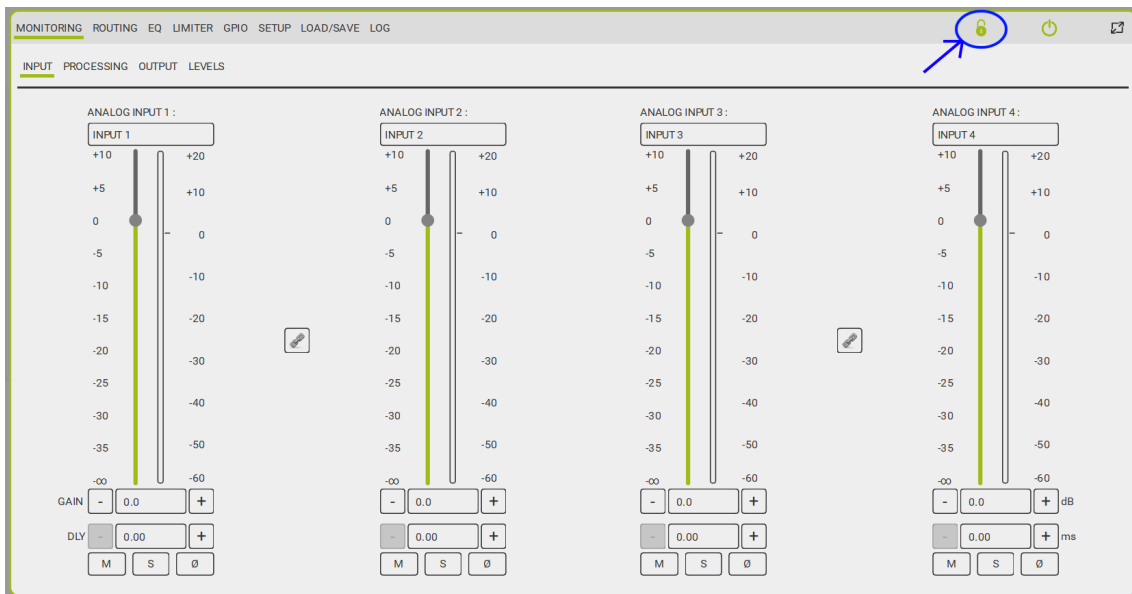 MONITORING ROUTING EQ LIMITER GPIO SETUP LOAD/SAVE LOG
INPUT PROCESSING OUTPUT LEVELS
ANALOG INPUT 1 : ANALOG INPUT 2 : ANALOG INPUT 3 : ANALOG INPUT 4 :
INPUT 1 INPUT 2 INPUT 3 INPUT 4
+10 +20 +10 +20 +10 +20 +10 +20
+5 +10 +5 +10 +5 +10 +5 +10
0 0 0 0 0 0 0 0
-5 -5 -5 -5
-10 -10 -10 -10 -10 -10 -10 -10
-15 -20 -15 -20 -15 -20 -15 -20
-20 -30 -20 -30 -20 -30 -20 -30
-25 -40 -25 -40 -25 -40 -25 -40
-30 -30 -30 -30
-35 -50 -35 -50 -35 -50 -35 -50
-∞ -60 -∞ -60 -∞ -60 -∞ -60
GAIN - 0.0 + - 0.0 + - 0.0 + - 0.0 + dB
DLY - 0.00 + - 0.00 + - 0.00 + - 0.00 + ms
M S Ø M S Ø M S Ø M S Ø